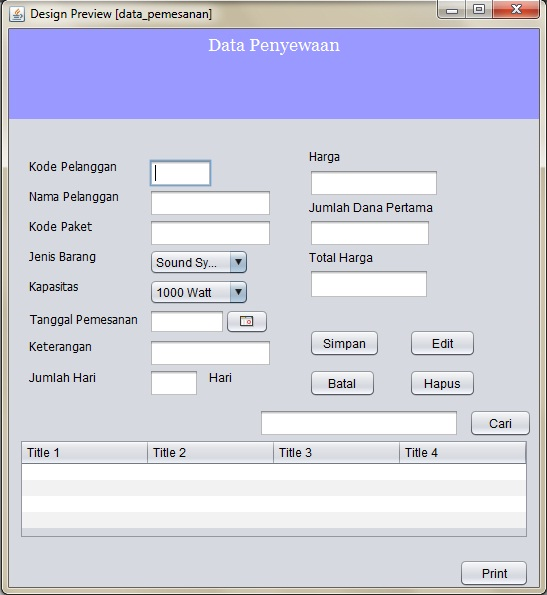 Design Preview [data_pemesanan]
Data Penyewaan
Kode Pelanggan
Nama Pelanggan
Kode Paket
Jenis Barang
Sound Sy...
Kapasitas
1000 Watt
Tanggal Pemesanan
Keterangan
Jumlah Hari
Hari
Harga
Jumlah Dana Pertama
Total Harga
Simpan
Edit
Batal
Hapus
Cari
Title 1 Title 2 Title 3 Title 4
Print